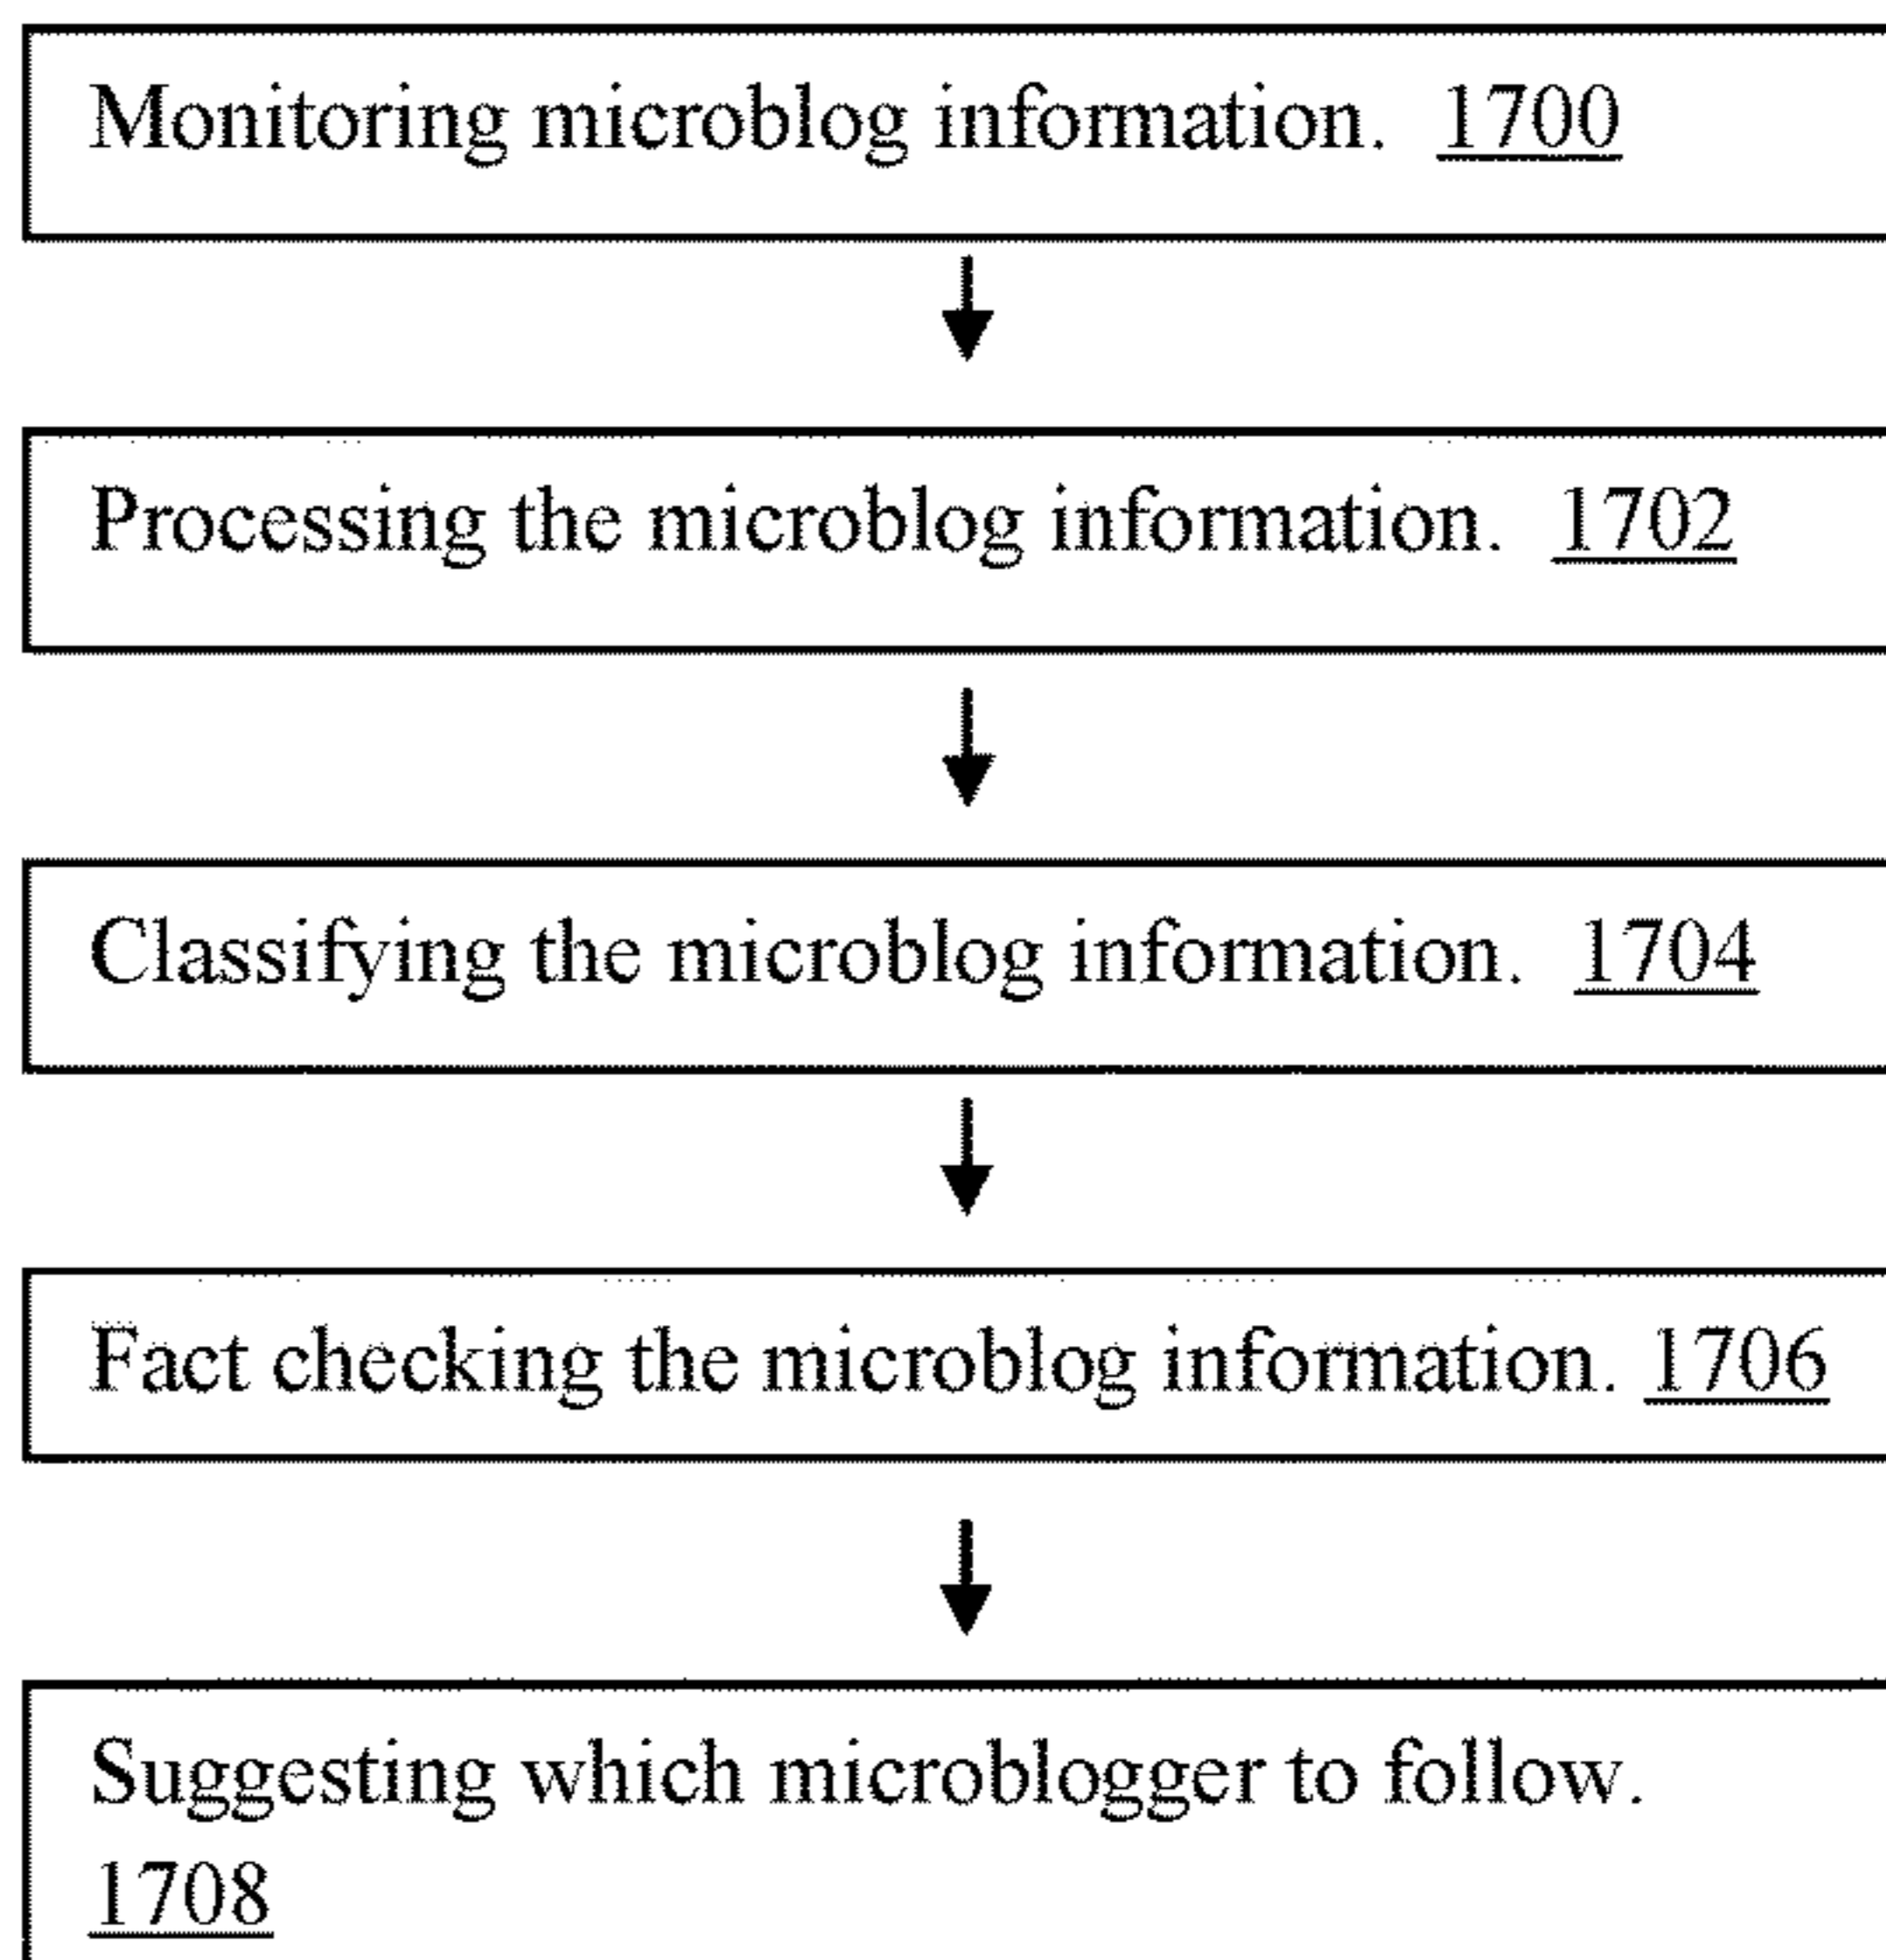 Monitoring microblog information. 1700
Processing the microblog information. 1702
Classifying the microblog information. 1704
Fact checking the microblog information. 1706
Suggesting which microblogger to follow.
1708